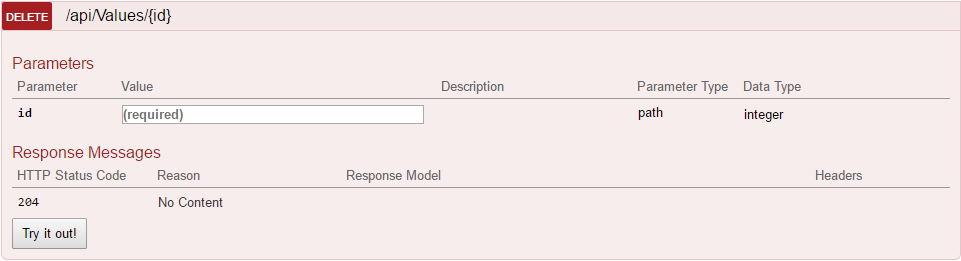 DELETE /api/Values/{id}
Parameters
Parameter Value Description Parameter Type Data Type
id (required) path integer
Response Messages
HTTP Status Code Reason Response Model Headers
204 No Content
Try it out!